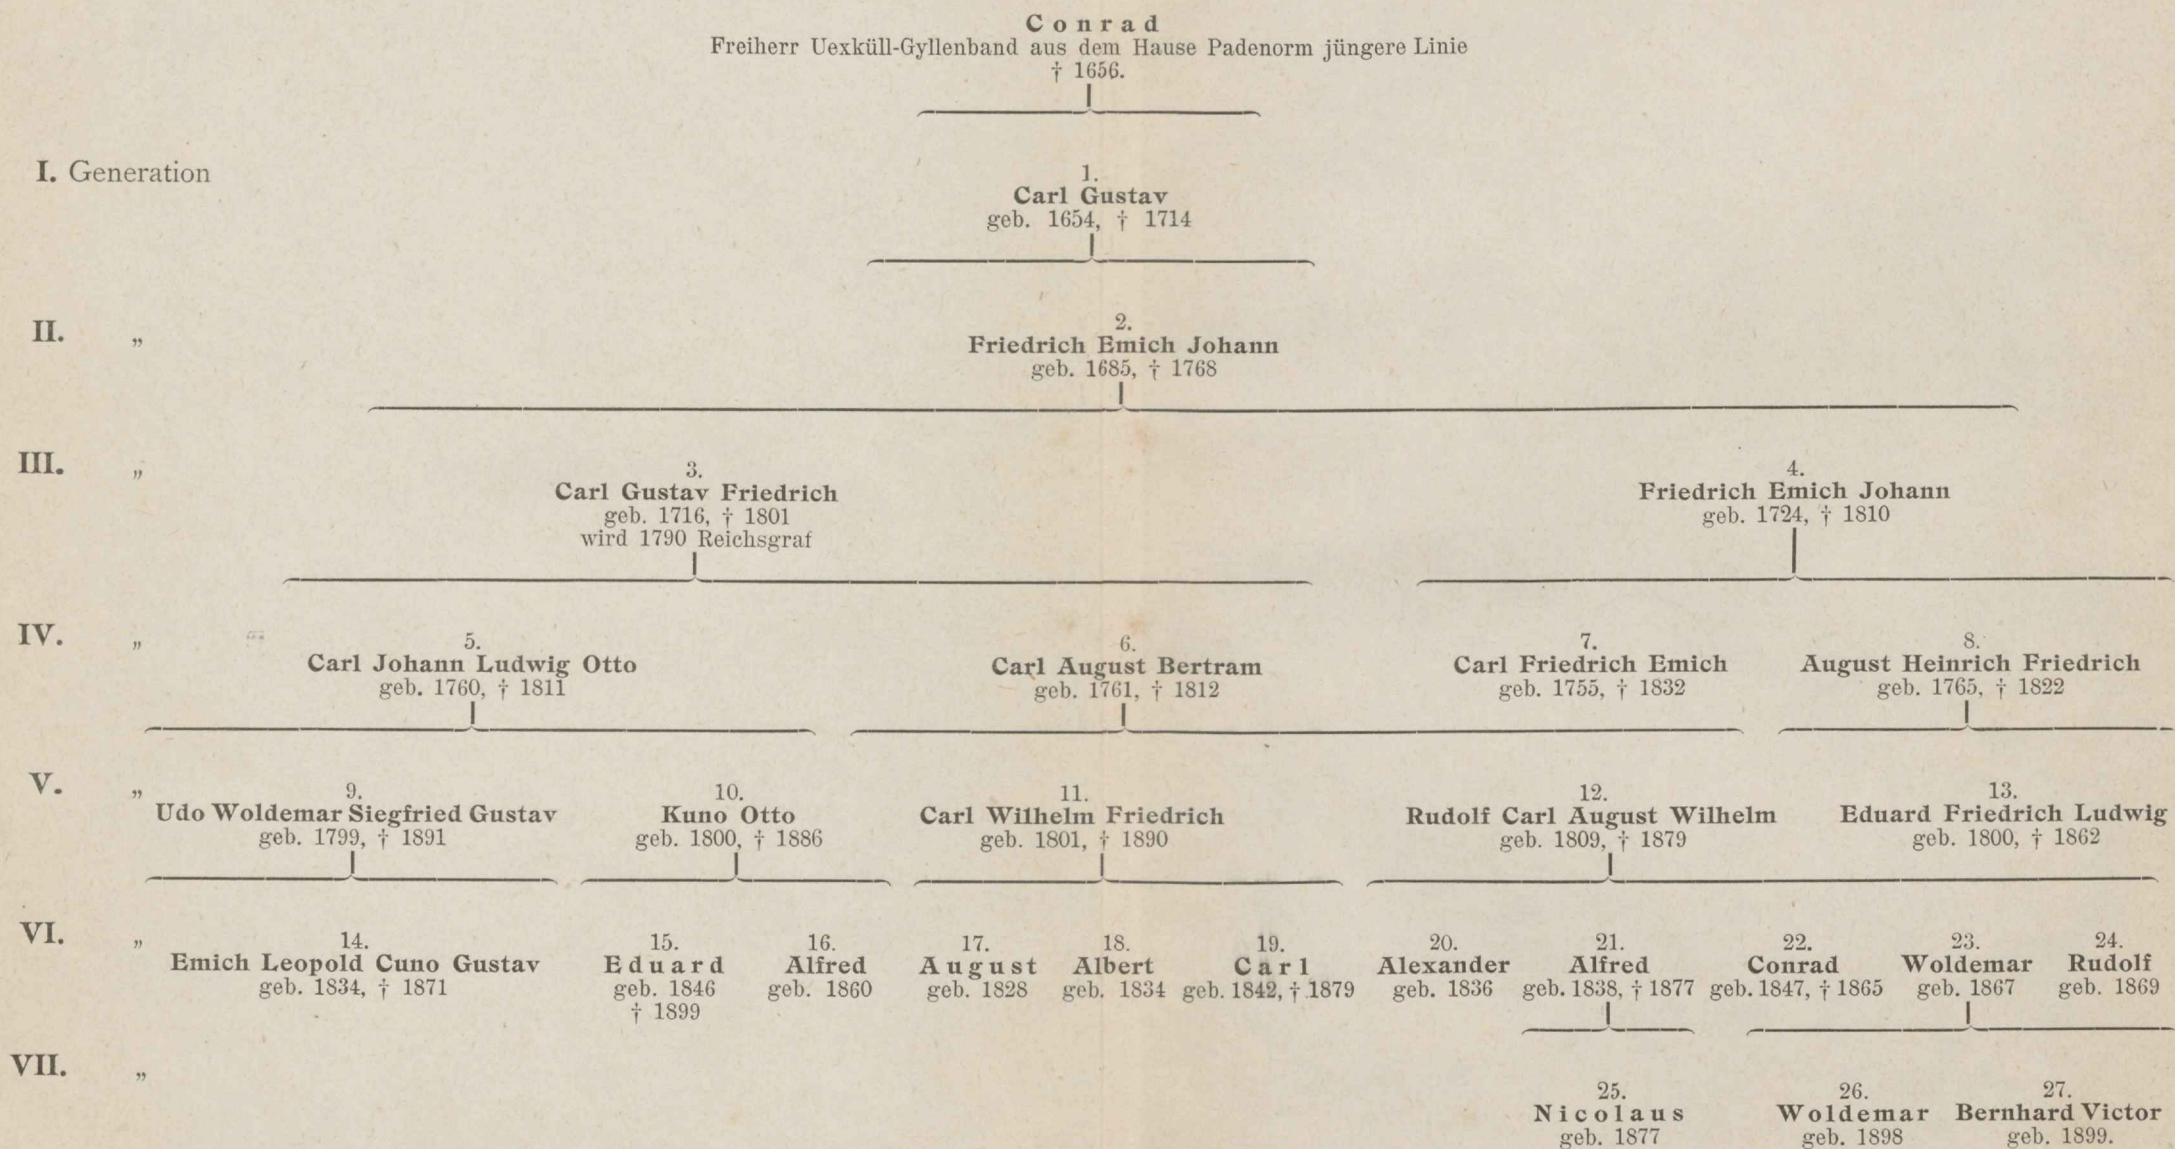 Conrad
Freiherr Uexküll-Gyllenband aus dem Hause Padenorm jüngere Linie
† 1656.
I. Generation
1.
Carl Gustav
geb. 1654, † 1714
II. „
2.
Friedrich Emich Johann
geb. 1685, † 1768
III. „
3.
Carl Gustav Friedrich
geb. 1716, † 1801
wird 1790 Reichsgraf
4.
Friedrich Emich Johann
geb. 1724, † 1810
IV. „
5.
Carl Johann Ludwig Otto
geb. 1760, † 1811
6.
Carl August Bertram
geb. 1761, † 1812
7.
Carl Friedrich Emich
geb. 1755, † 1832
8.
August Heinrich Friedrich
geb. 1765, † 1822
V. „
9.
Udo Woldemar Siegfried Gustav
geb. 1799, † 1891
10.
Kuno Otto
geb. 1800, † 1886
11.
Carl Wilhelm Friedrich
geb. 1801, † 1890
12.
Rudolf Carl August Wilhelm
geb. 1809, † 1879
13.
Eduard Friedrich Ludwig
geb. 1800, † 1862
VI. „
14.
Emich Leopold Cuno Gustav
geb. 1834, † 1871
15.
Eduard
geb. 1846
† 1899
16.
Alfred
geb. 1860
17.
August
geb. 1828
18.
Albert
geb. 1834
19.
Carl
geb. 1842, † 1879
20.
Alexander
geb. 1836
21.
Alfred
geb. 1838, † 1877
22.
Conrad
geb. 1847, † 1865
23.
Woldemar
geb. 1867
24.
Rudolf
geb. 1869
VII. „
25.
Nicolaus
geb. 1877
26.
Woldemar
geb. 1898
27.
Bernhard Victor
geb. 1899.